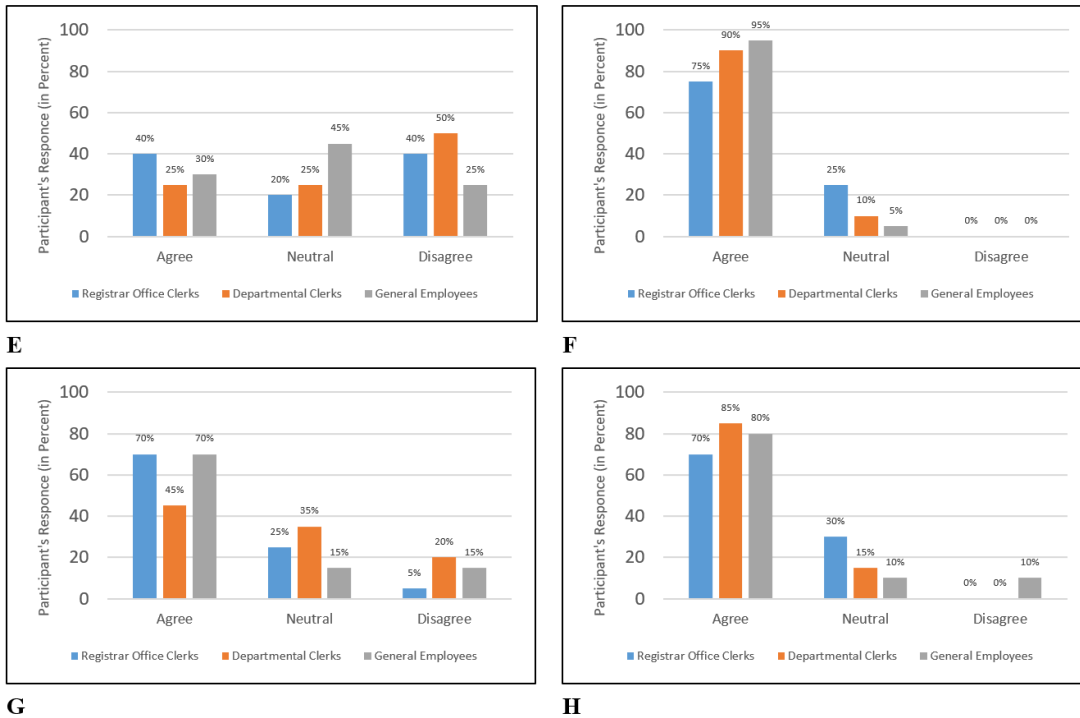 Participant's Responce (in Percent)
100
80
60
40
20
0
40%
25%
30%
20%
25%
45%
40%
50%
25%
Agree
Neutral
Disagree
Registrar Office Clerks
Departmental Clerks
General Employees
E
Participant's Responce (in Percent)
100
80
60
40
20
0
75%
90%
95%
25%
10%
5%
0%
0%
0%
Agree
Neutral
Disagree
Registrar Office Clerks
Departmental Clerks
General Employees
F
Participant's Responce (in Percent)
100
80
60
40
20
0
70%
45%
70%
25%
35%
15%
5%
20%
15%
Agree
Neutral
Disagree
Registrar Office Clerks
Departmental Clerks
General Employees
G
Participant's Responce (in Percent)
100
80
60
40
20
0
70%
85%
80%
30%
15%
10%
0%
0%
10%
Agree
Neutral
Disagree
Registrar Office Clerks
Departmental Clerks
General Employees
H